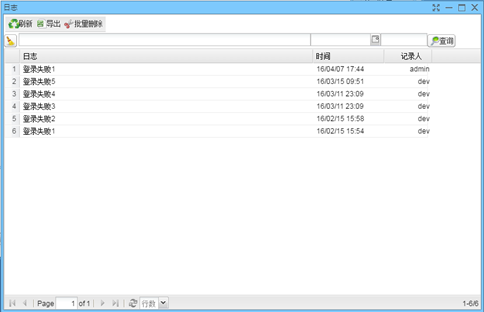 日志
刷新 导出 批量删除
查询
日志 时间 记录人
1 登录失败1 16/04/07 17:44 admin
2 登录失败5 16/03/15 09:51 dev
3 登录失败4 16/03/11 23:09 dev
4 登录失败3 16/03/11 23:09 dev
5 登录失败2 16/02/15 15:58 dev
6 登录失败1 16/02/15 15:54 dev
Page 1 of 1 行数 1-6/6